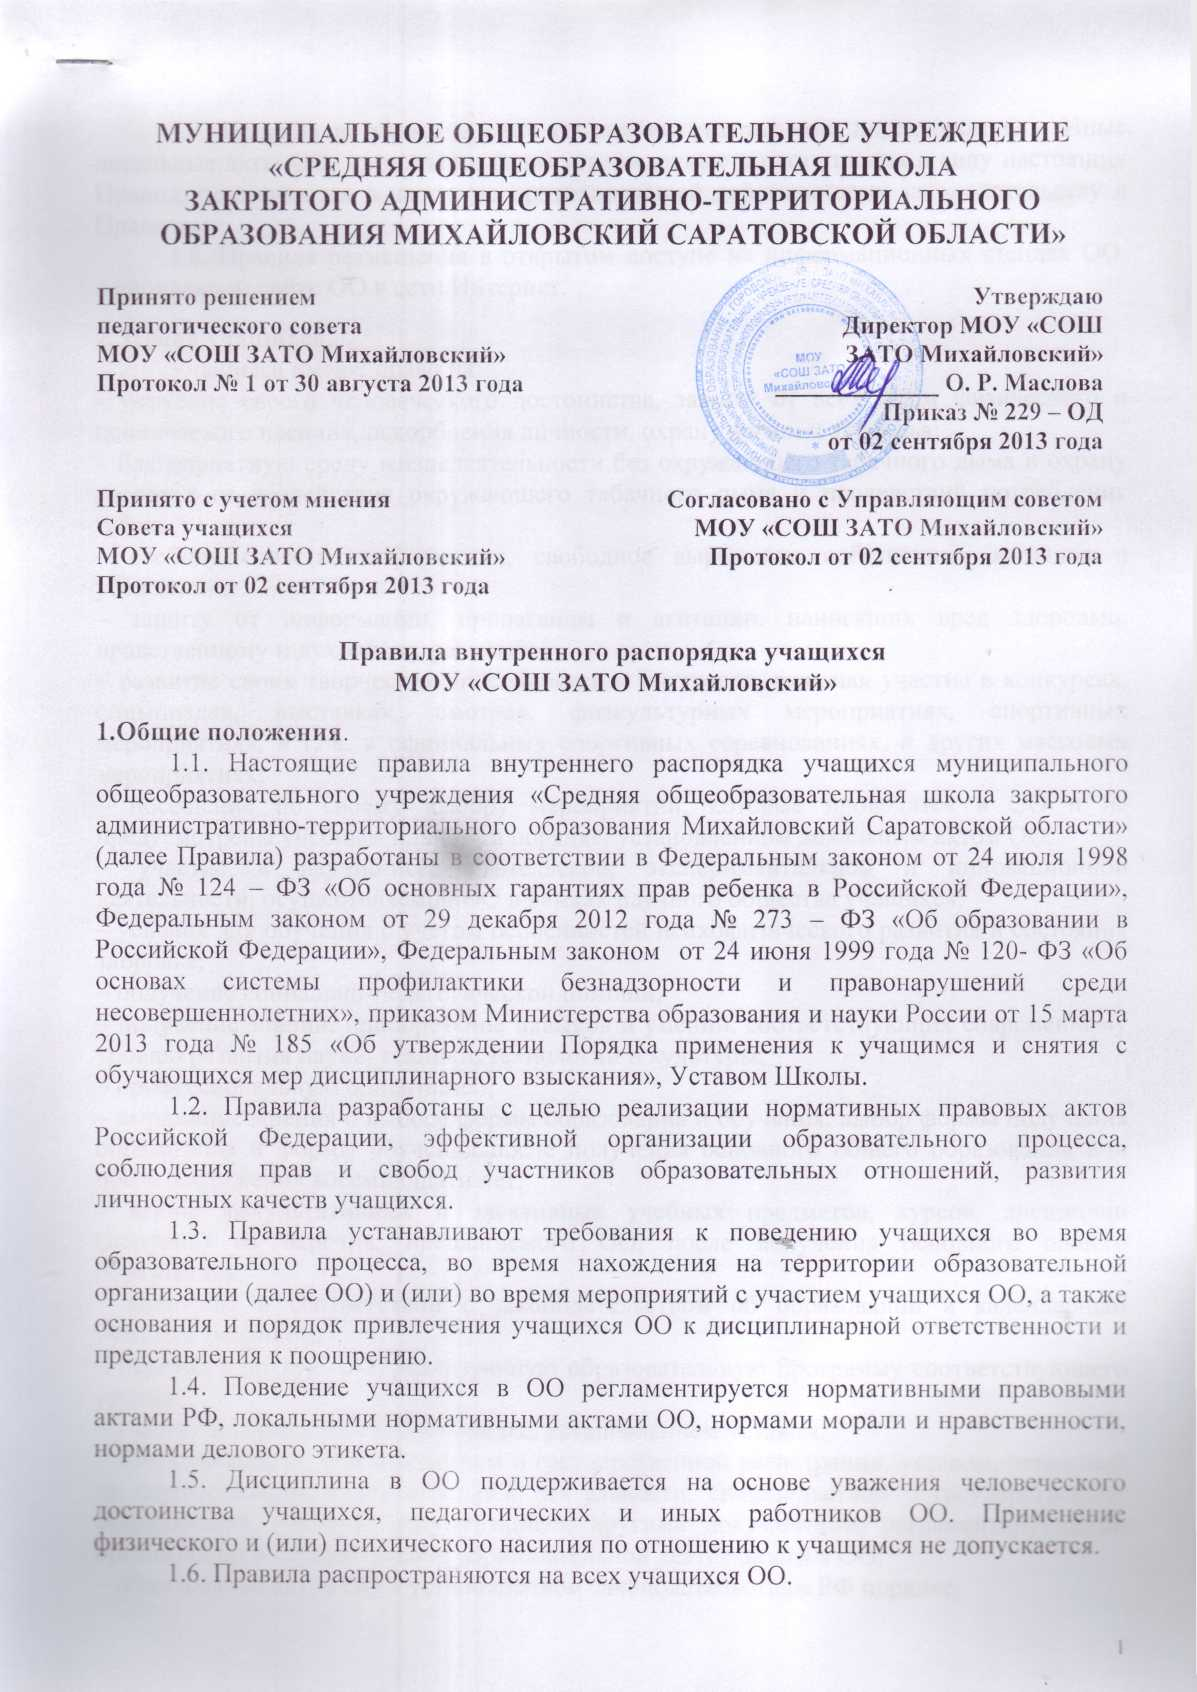 МУНИЦИПАЛЬНОЕ ОБЩЕОБРАЗОВАТЕЛЬНОЕ УЧРЕЖДЕНИЕ
«СРЕДНЯЯ ОБЩЕОБРАЗОВАТЕЛЬНАЯ ШКОЛА
ЗАКРЫТОГО АДМИНИСТРАТИВНО-ТЕРРИТОРИАЛЬНОГО
ОБРАЗОВАНИЯ МИХАЙЛОВСКИЙ САРАТОВСКОЙ ОБЛАСТИ»
Принято решением
педагогического совета
МОУ «СОШ ЗАТО Михайловский»
Протокол № 1 от 30 августа 2013 года
Утверждаю
Директор МОУ «СОШ
ЗАТО Михайловский»
О. Р. Маслова
Приказ № 229 – ОД
от 02 сентября 2013 года
МОУ
«СОШ ЗАТО
Принято с учетом мнения
Совета учащихся
МОУ «СОШ ЗАТО Михайловский»
Протокол от 02 сентября 2013 года
Согласовано с Управляющим советом
МОУ «СОШ ЗАТО Михайловский»
Протокол от 02 сентября 2013 года
Правила внутренного распорядка учащихся
МОУ «СОШ ЗАТО Михайловский»
1.Общие положения.
1.1. Настоящие правила внутреннего распорядка учащихся муниципального
общеобразовательного учреждения «Средняя общеобразовательная школа закрытого
административно-территориального образования Михайловский Саратовской области»
(далее Правила) разработаны в соответствии в Федеральным законом от 24 июля 1998
года № 124 – ФЗ «Об основных гарантиях прав ребенка в Российской Федерации»,
Федеральным законом от 29 декабря 2012 года № 273 – ФЗ «Об образовании в
Российской Федерации», Федеральным законом от 24 июня 1999 года № 120- ФЗ «Об
основах системы профилактики безнадзорности и правонарушений среди
несовершеннолетних», приказом Министерства образования и науки России от 15 марта
2013 года № 185 «Об утверждении Порядка применения к учащимся и снятия с
обучающихся мер дисциплинарного взыскания», Уставом Школы.
1.2. Правила разработаны с целью реализации нормативных правовых актов
Российской Федерации, эффективной организации образовательного процесса,
соблюдения прав и свобод участников образовательных отношений, развития
личностных качеств учащихся.
1.3. Правила устанавливают требования к поведению учащихся во время
образовательного процесса, во время нахождения на территории образовательной
организации (далее ОО) и (или) во время мероприятий с участием учащихся ОО, а также
основания и порядок привлечения учащихся ОО к дисциплинарной ответственности и
представления к поощрению.
1.4. Поведение учащихся в ОО регламентируется нормативными правовыми
актами РФ, локальными нормативными актами ОО, нормами морали и нравственности,
нормами делового этикета.
1.5. Дисциплина в ОО поддерживается на основе уважения человеческого
достоинства учащихся, педагогических и иных работников ОО. Применение
физического и (или) психического насилия по отношению к учащимся не допускается.
1.6. Правила распространяются на всех учащихся ОО.
1